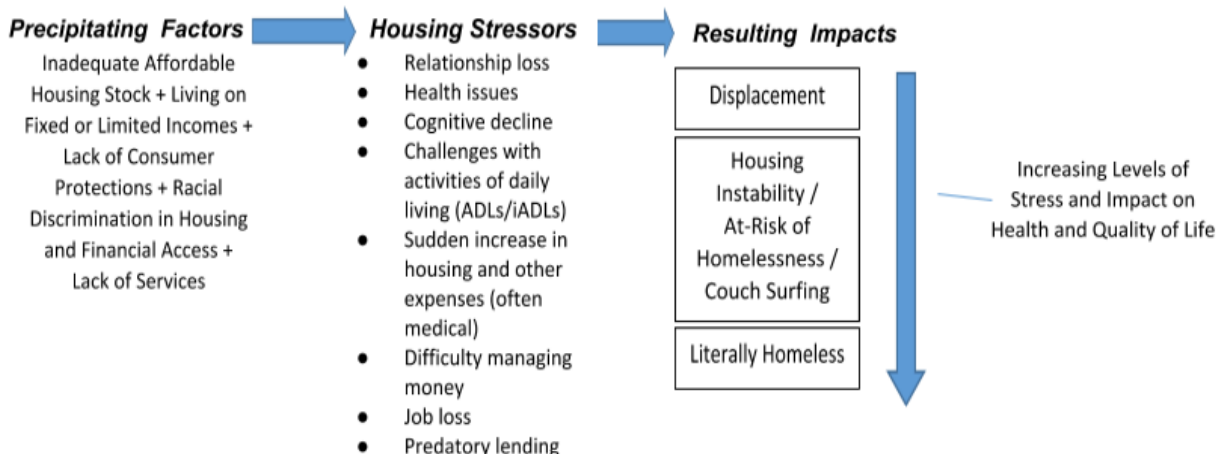 Precipitating Factors
Inadequate Affordable
Housing Stock + Living on
Fixed or Limited Incomes +
Lack of Consumer
Protections + Racial
Discrimination in Housing
and Financial Access +
Lack of Services
Housing Stressors
● Relationship loss
● Health issues
● Cognitive decline
● Challenges with
activities of daily
living (ADLs/iADLs)
● Sudden increase in
housing and other
expenses (often
medical)
● Difficulty managing
money
● Job loss
● Predatory lending
Resulting Impacts
Displacement
Housing
Instability /
At-Risk of
Homelessness /
Couch Surfing
Literally Homeless
Increasing Levels of
Stress and Impact on
Health and Quality of Life